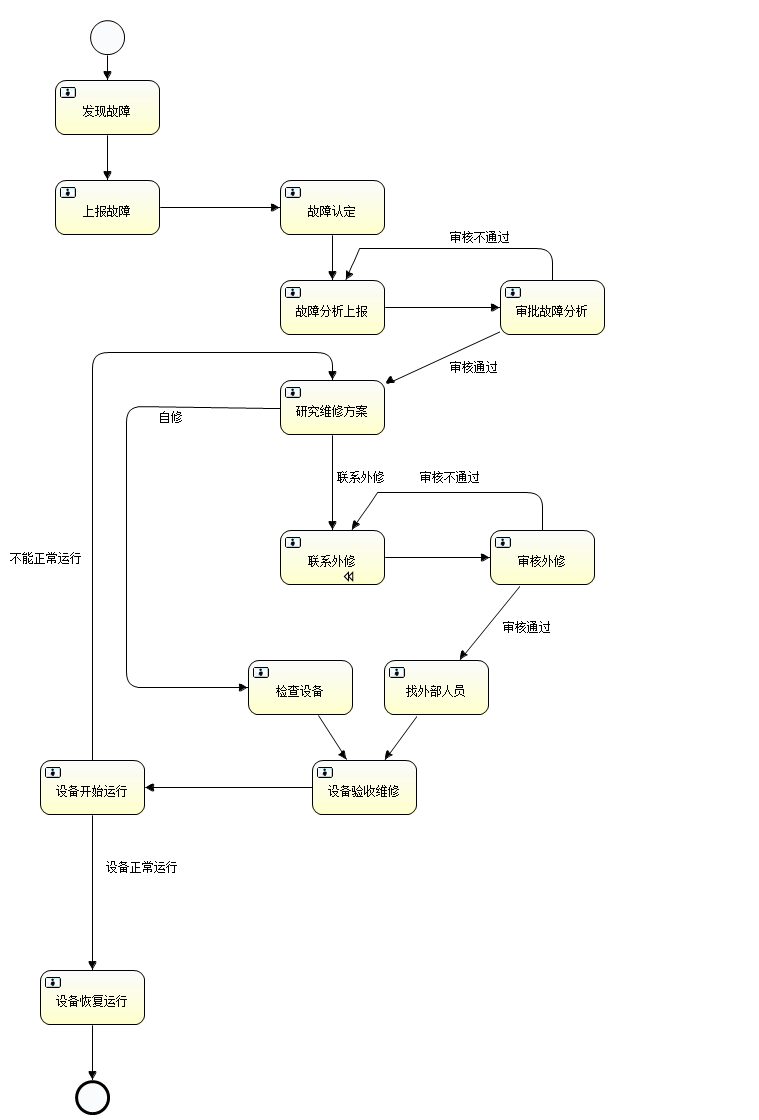 发现故障
上报故障
故障认定
审核不通过
故障分析上报
审批故障分析
审核通过
研究维修方案
自修
联系外修
审核不通过
不能正常运行
联系外修
审核外修
审核通过
检查设备
找外部人员
设备开始运行
设备验收维修
设备正常运行
设备恢复运行